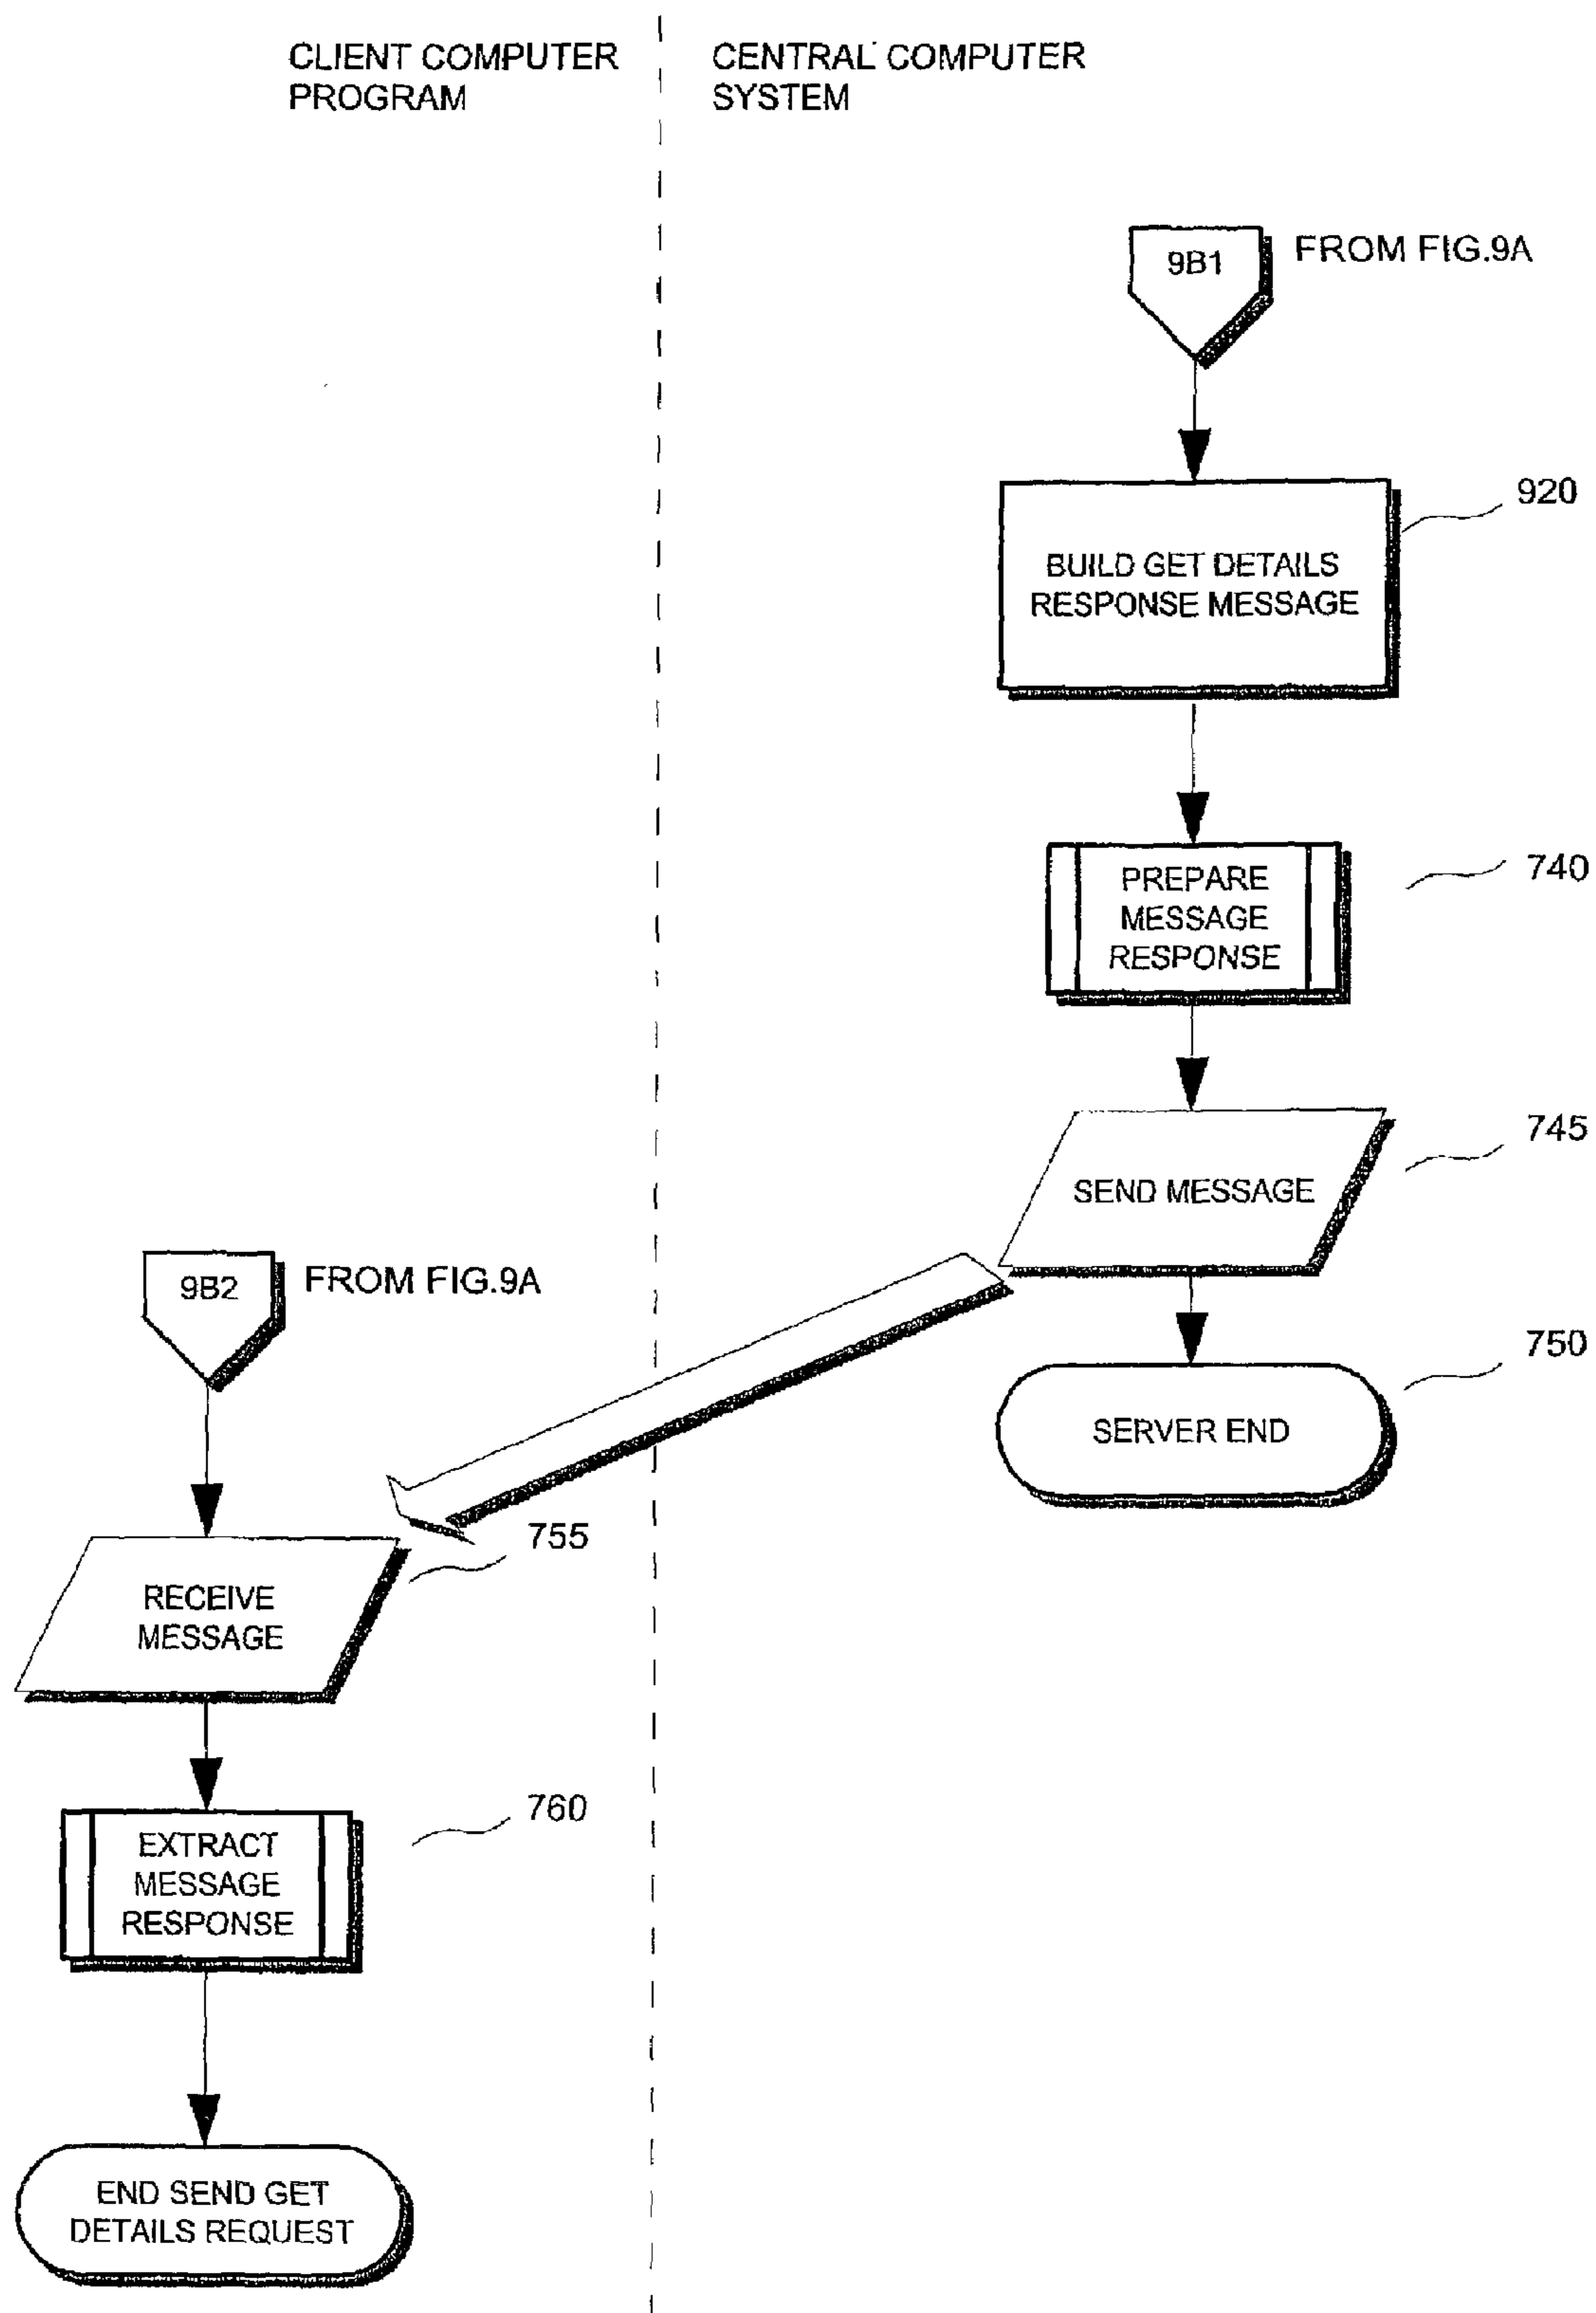 CLIENT COMPUTER
PROGRAM
CENTRAL COMPUTER
SYSTEM
9B1
FROM FIG.9A
920
BUILD GET DETAILS
RESPONSE MESSAGE
740
PREPARE
MESSAGE
RESPONSE
745
SEND MESSAGE
9B2
FROM FIG.9A
750
SERVER END
755
RECEIVE
MESSAGE
760
EXTRACT
MESSAGE
RESPONSE
END SEND GET
DETAILS REQUEST